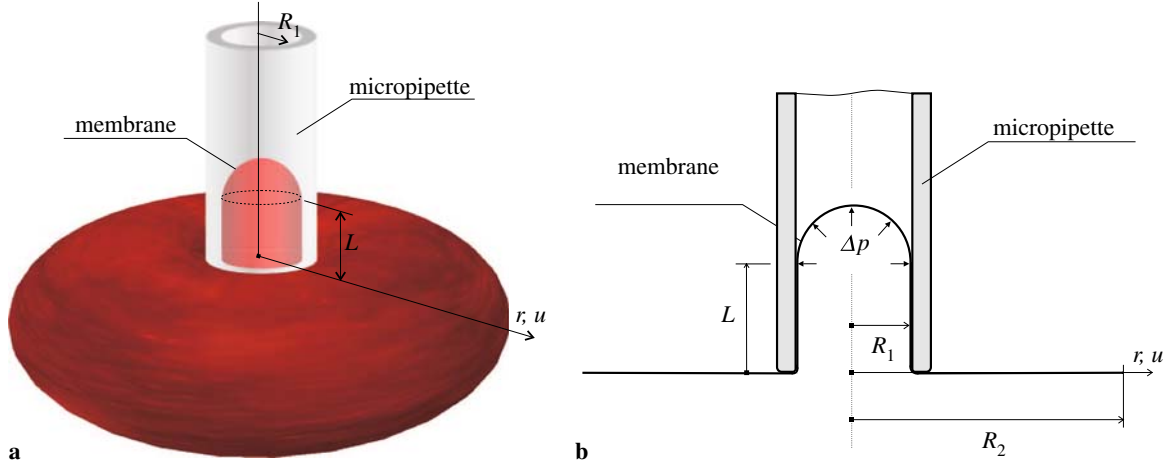 R1
micropipette
membrane
L
r, u
a
micropipette
membrane
Δp
L
R1
r, u
R2
b